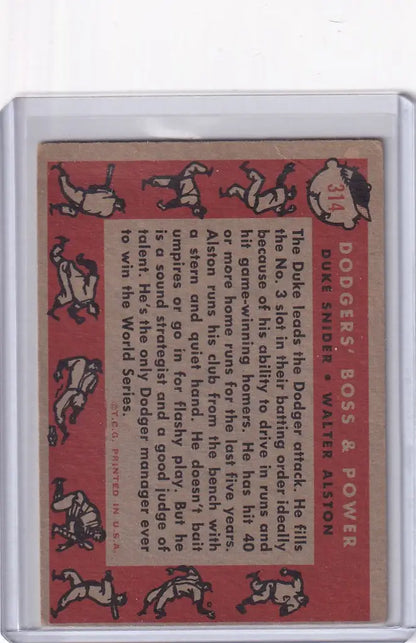 314
DODGERS' BOSS & POWER
DUKE SNIDER • WALTER ALSTON
The Duke leads the Dodger attack. He fills
the No. 3 slot in their batting order ideally
because of his ability to drive in runs and
hit game-winning homers. He has hit 40
or more home runs for the last five years.
Alston runs his club from the bench with
a stern and quiet hand. He doesn't bait
umpires or go in for flashy play. But he
is a sound strategist and a good judge of
talent. He's the only Dodger manager ever
to win the World Series.
©T.C.G. PRINTED IN U.S.A.